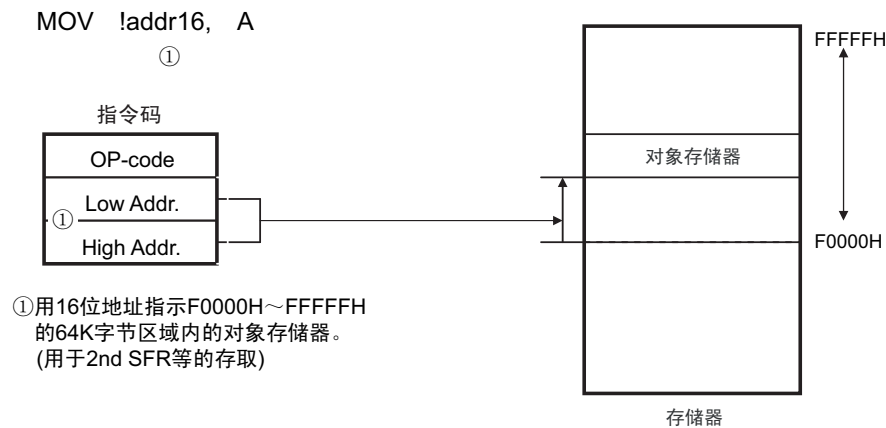 MOV !addr16, A
①
指令码
OP-code
Low Addr.
①
High Addr.
①用16位地址指示F0000H～FFFFFH
的64K字节区域内的对象存储器。
(用于2nd SFR等的存取)
FFFFFH
对象存储器
F0000H
存储器